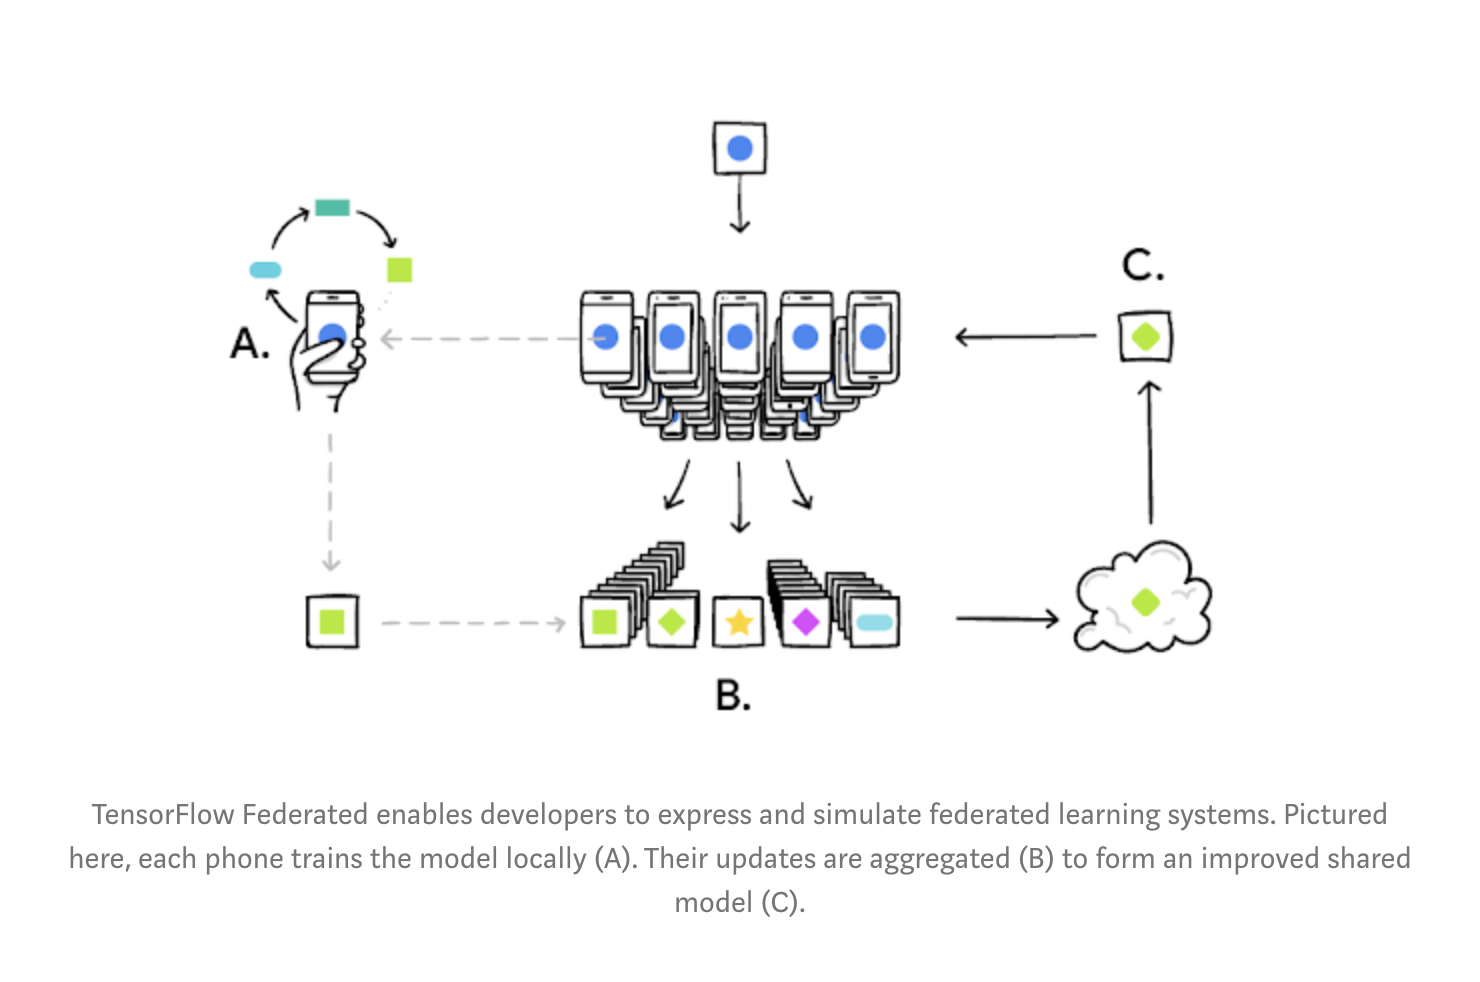 A.
C.
B.
TensorFlow Federated enables developers to express and simulate federated learning systems. Pictured
here, each phone trains the model locally (A). Their updates are aggregated (B) to form an improved shared
model (C).